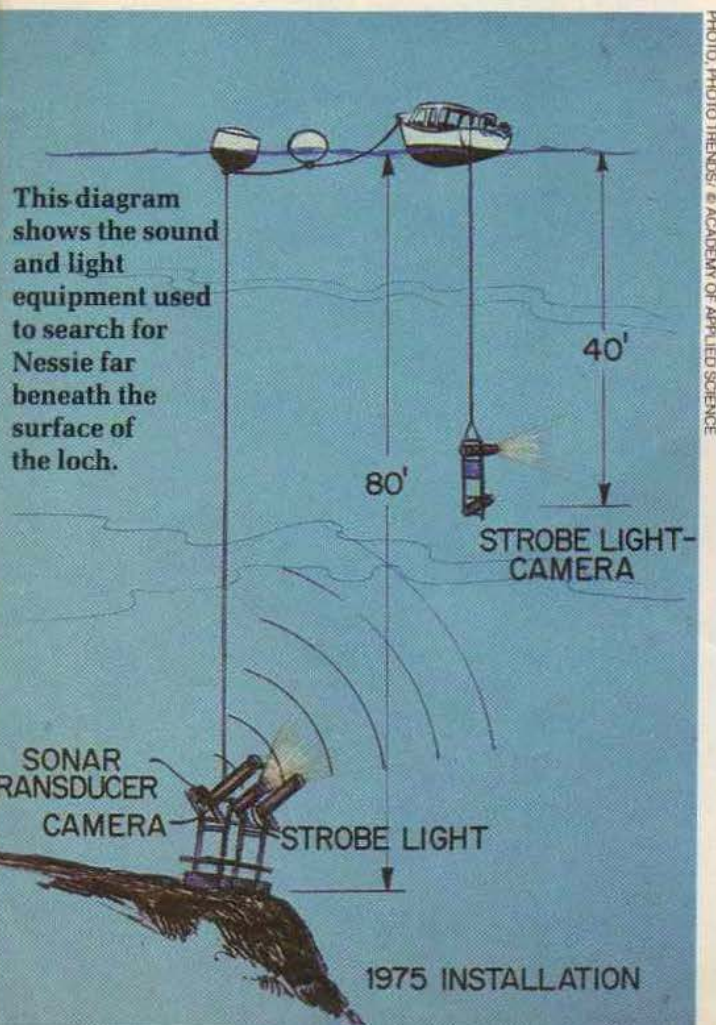 This diagram
shows the sound
and light
equipment used
to search for
Nessie far
beneath the
surface of
the loch.
40'
80'
STROBE LIGHT-
CAMERA
SONAR
RANSDUCER
CAMERA
STROBE LIGHT
1975 INSTALLATION
PHOTO, PHOTO TRENDS/ © ACADEMY OF APPLIED SCIENCE